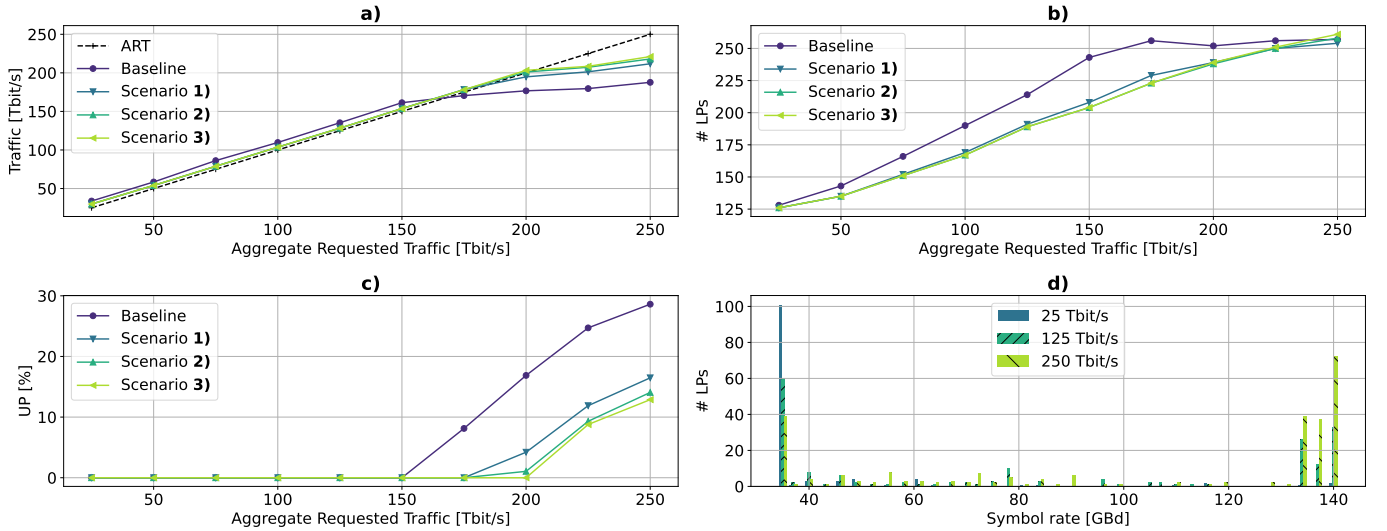 a)
Traffic [Tbit/s]
250
200
150
100
50
ART
Baseline
Scenario 1)
Scenario 2)
Scenario 3)
50 100 150 200 250
Aggregate Requested Traffic [Tbit/s]
b)
# LPs
250
225
200
175
150
125
Baseline
Scenario 1)
Scenario 2)
Scenario 3)
50 100 150 200 250
Aggregate Requested Traffic [Tbit/s]
c)
UP [%]
30
20
10
0
Baseline
Scenario 1)
Scenario 2)
Scenario 3)
50 100 150 200 250
Aggregate Requested Traffic [Tbit/s]
d)
# LPs
100
80
60
40
20
0
25 Tbit/s
125 Tbit/s
250 Tbit/s
40 60 80 100 120 140
Symbol rate [GBd]